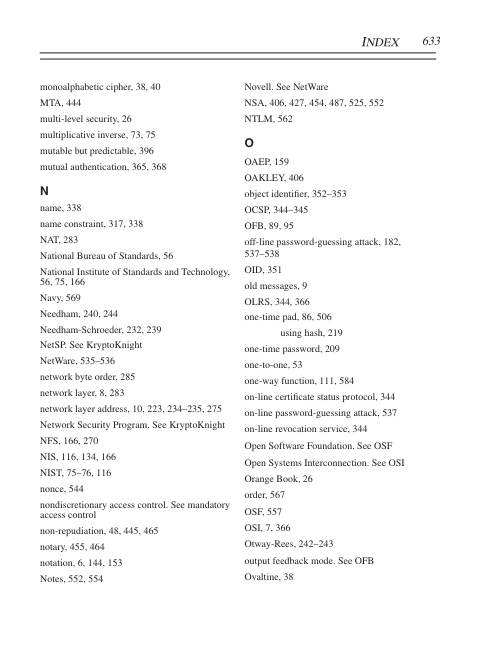 INDEX 633
monoalphabetic cipher, 38, 40
MTA, 444
multi-level security, 26
multiplicative inverse, 73, 75
mutable but predictable, 396
mutual authentication, 365, 368
N
name, 338
name constraint, 317, 338
NAT, 283
National Bureau of Standards, 56
National Institute of Standards and Technology,
56, 75, 166
Navy, 569
Needham, 240, 244
Needham-Schroeder, 232, 239
NetSP. See KryptoKnight
NetWare, 535–536
network byte order, 285
network layer, 8, 283
network layer address, 10, 223, 234–235, 275
Network Security Program. See KryptoKnight
NFS, 166, 270
NIS, 116, 134, 166
NIST, 75–76, 116
nonce, 544
nondiscretionary access control. See mandatory
access control
non-repudiation, 48, 445, 465
notary, 455, 464
notation, 6, 144, 153
Notes, 552, 554
Novell. See NetWare
NSA, 406, 427, 454, 487, 525, 552
NTLM, 562
O
OAEP, 159
OAKLEY, 406
object identifier, 352–353
OCSP, 344–345
OFB, 89, 95
off-line password-guessing attack, 182,
537–538
OID, 351
old messages, 9
OLRS, 344, 366
one-time pad, 86, 506
using hash, 219
one-time password, 209
one-to-one, 53
one-way function, 111, 584
on-line certificate status protocol, 344
on-line password-guessing attack, 537
on-line revocation service, 344
Open Software Foundation. See OSF
Open Systems Interconnection. See OSI
Orange Book, 26
order, 567
OSF, 557
OSI, 7, 366
Otway-Rees, 242–243
output feedback mode. See OFB
Ovaltine, 38